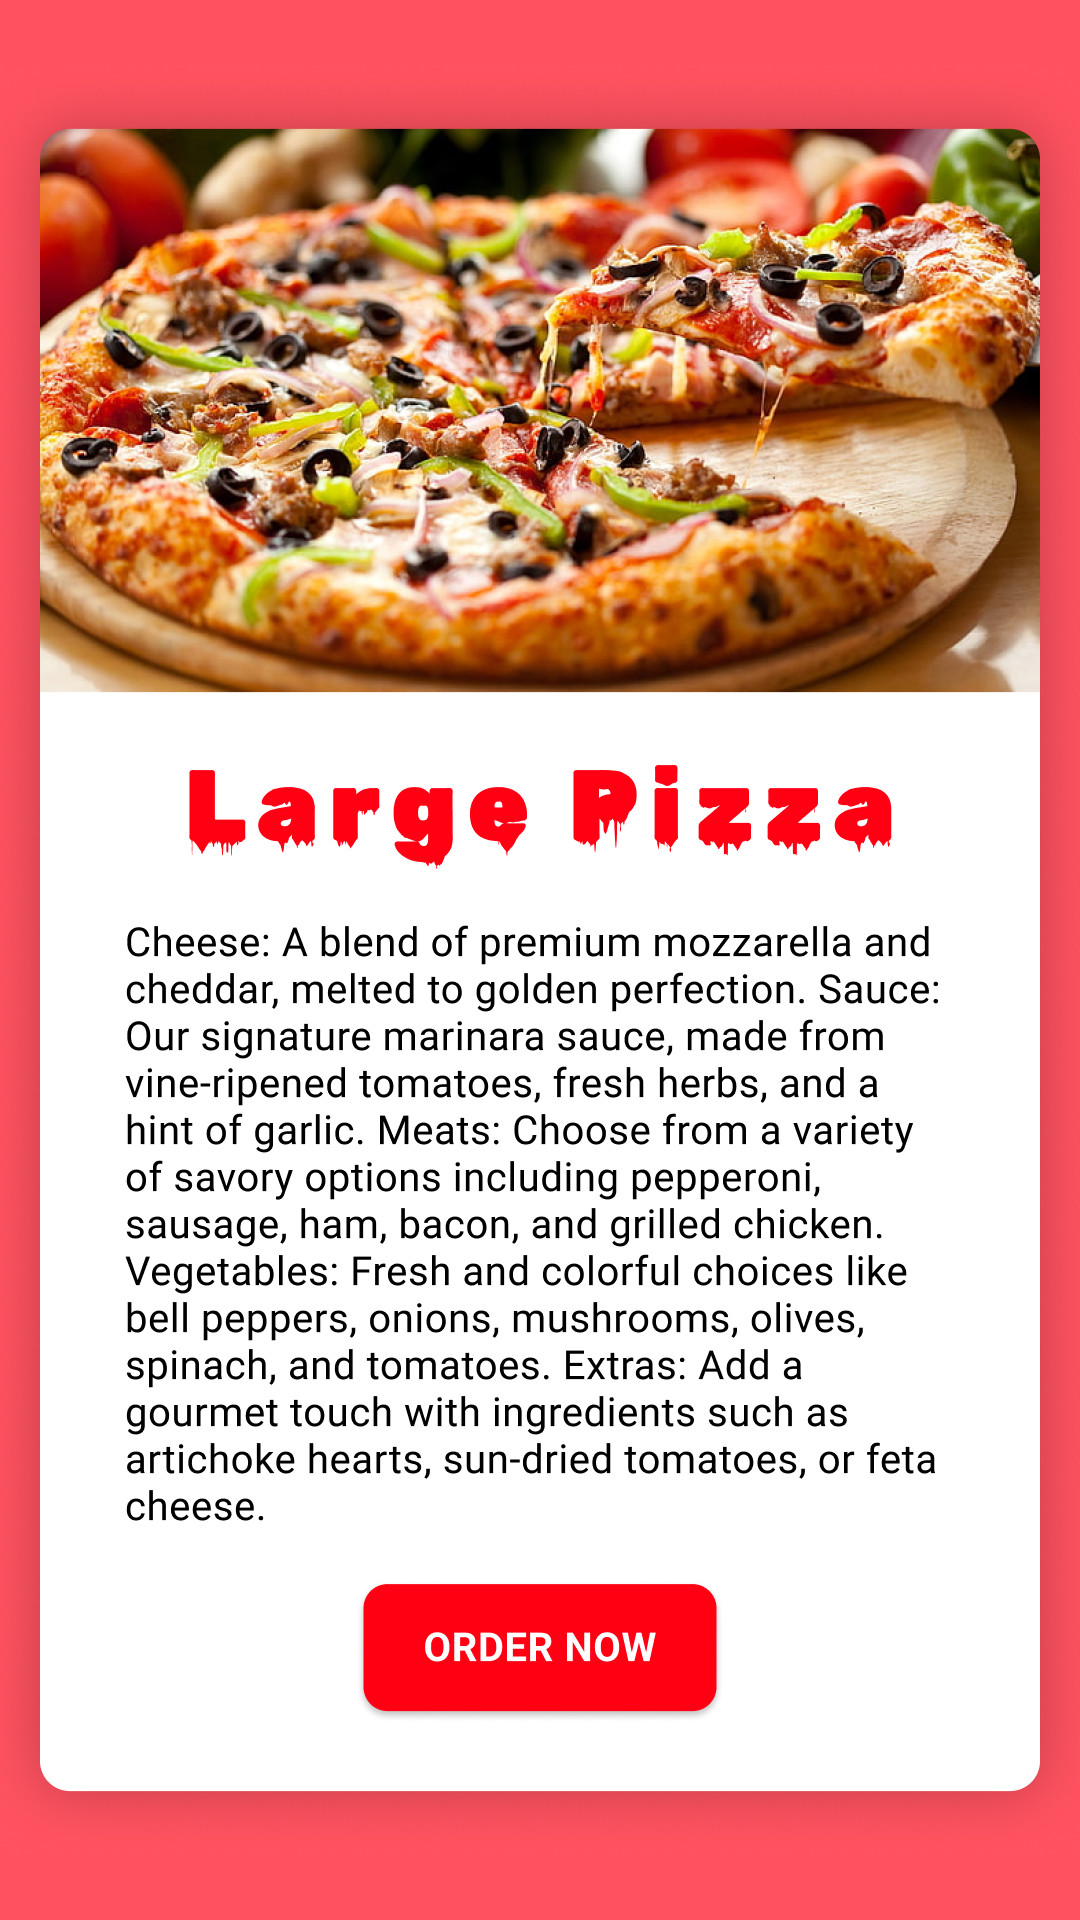 Large Pizza
Cheese: A blend of premium mozzarella and
cheddar, melted to golden perfection. Sauce:
Our signature marinara sauce, made from
vine-ripened tomatoes, fresh herbs, and a
hint of garlic. Meats: Choose from a variety
of savory options including pepperoni,
sausage, ham, bacon, and grilled chicken.
Vegetables: Fresh and colorful choices like
bell peppers, onions, mushrooms, olives,
spinach, and tomatoes. Extras: Add a
gourmet touch with ingredients such as
artichoke hearts, sun-dried tomatoes, or feta
cheese.
ORDER NOW